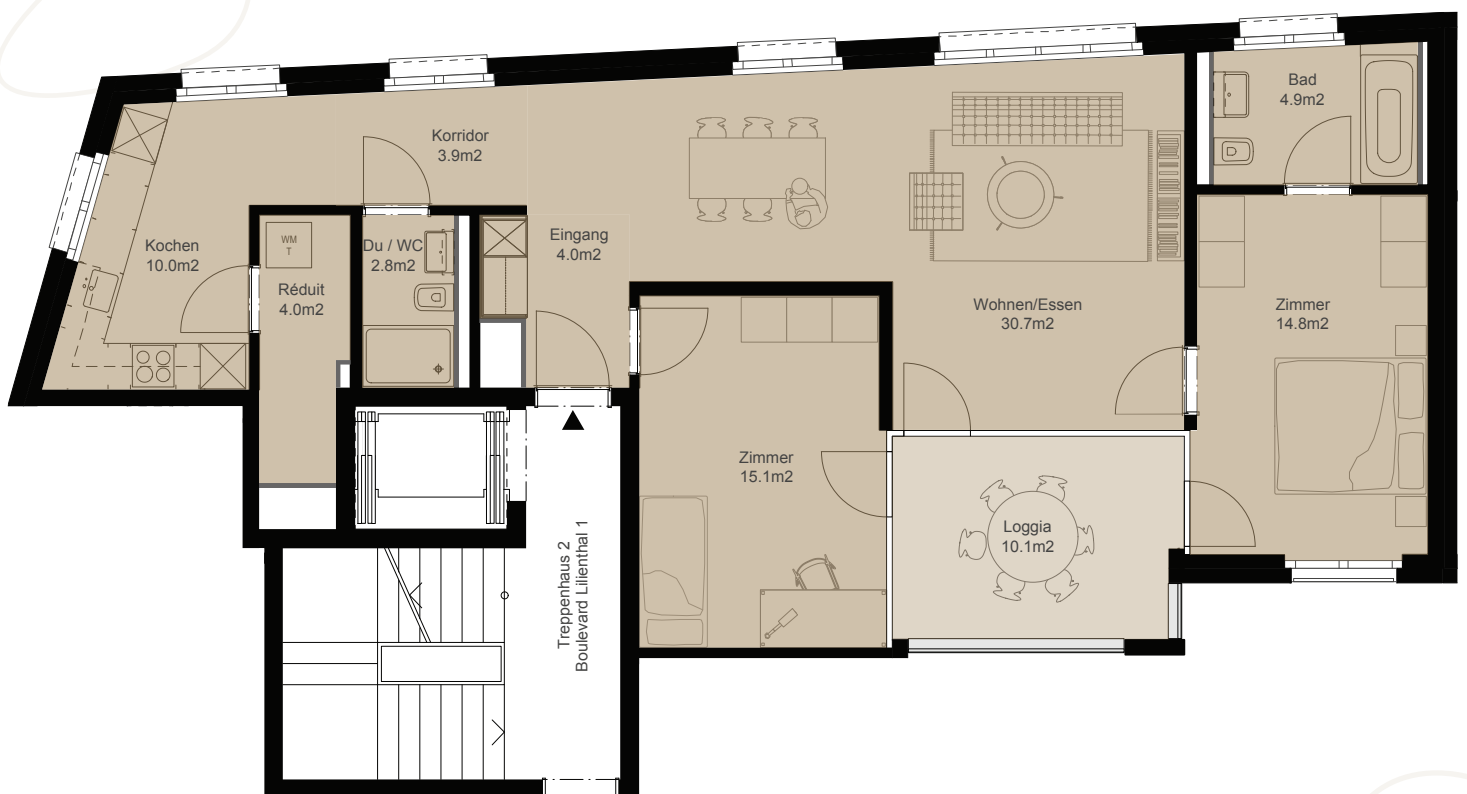 Bad
4.9m2
Korridor
3.9m2
Kochen
10.0m2
WM
T
Réduit
4.0m2
Du / WC
2.8m2
Eingang
4.0m2
Wohnen/Essen
30.7m2
Zimmer
14.8m2
Zimmer
15.1m2
Loggia
10.1m2
Treppenhaus 2
Boulevard Lilienthal 1